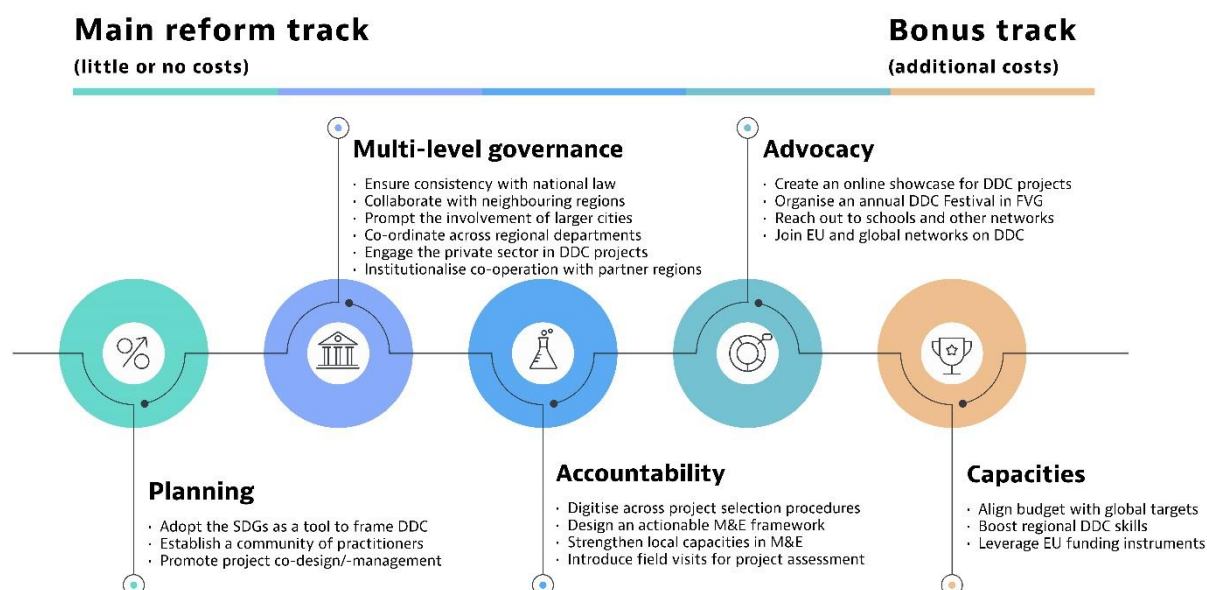 Main reform track
(little or no costs)
Bonus track
(additional costs)
Multi-level governance
· Ensure consistency with national law
· Collaborate with neighbouring regions
· Prompt the involvement of larger cities
· Co-ordinate across regional departments
· Engage the private sector in DDC projects
· Institutionalise co-operation with partner regions
Advocacy
· Create an online showcase for DDC projects
· Organise an annual DDC Festival in FVG
· Reach out to schools and other networks
· Join EU and global networks on DDC
Planning
· Adopt the SDGs as a tool to frame DDC
· Establish a community of practitioners
· Promote project co-design/-management
Accountability
· Digitise across project selection procedures
· Design an actionable M&E framework
· Strengthen local capacities in M&E
· Introduce field visits for project assessment
Capacities
· Align budget with global targets
· Boost regional DDC skills
· Leverage EU funding instruments